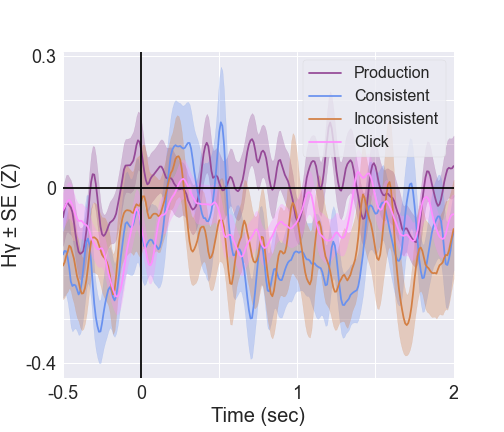 0.3
0
-0.4
Hγ ± SE (Z)
Production
Consistent
Inconsistent
Click
-0.5
0
1
2
Time (sec)